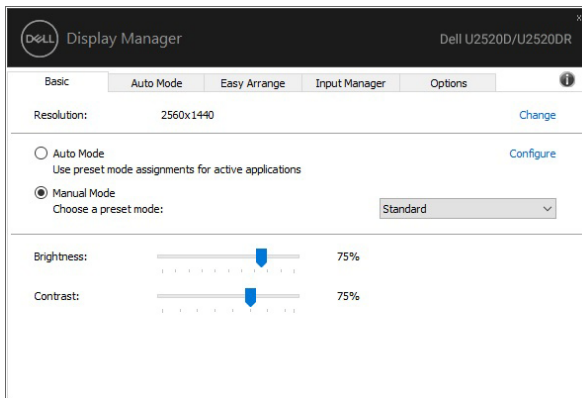 DELL Display Manager
Dell U2520D/U2520DR
Basic Auto Mode Easy Arrange Input Manager Options
Resolution: 2560x1440 Change
Auto Mode Configure
Use preset mode assignments for active applications
Manual Mode
Choose a preset mode: Standard
Brightness: 75%
Contrast: 75%